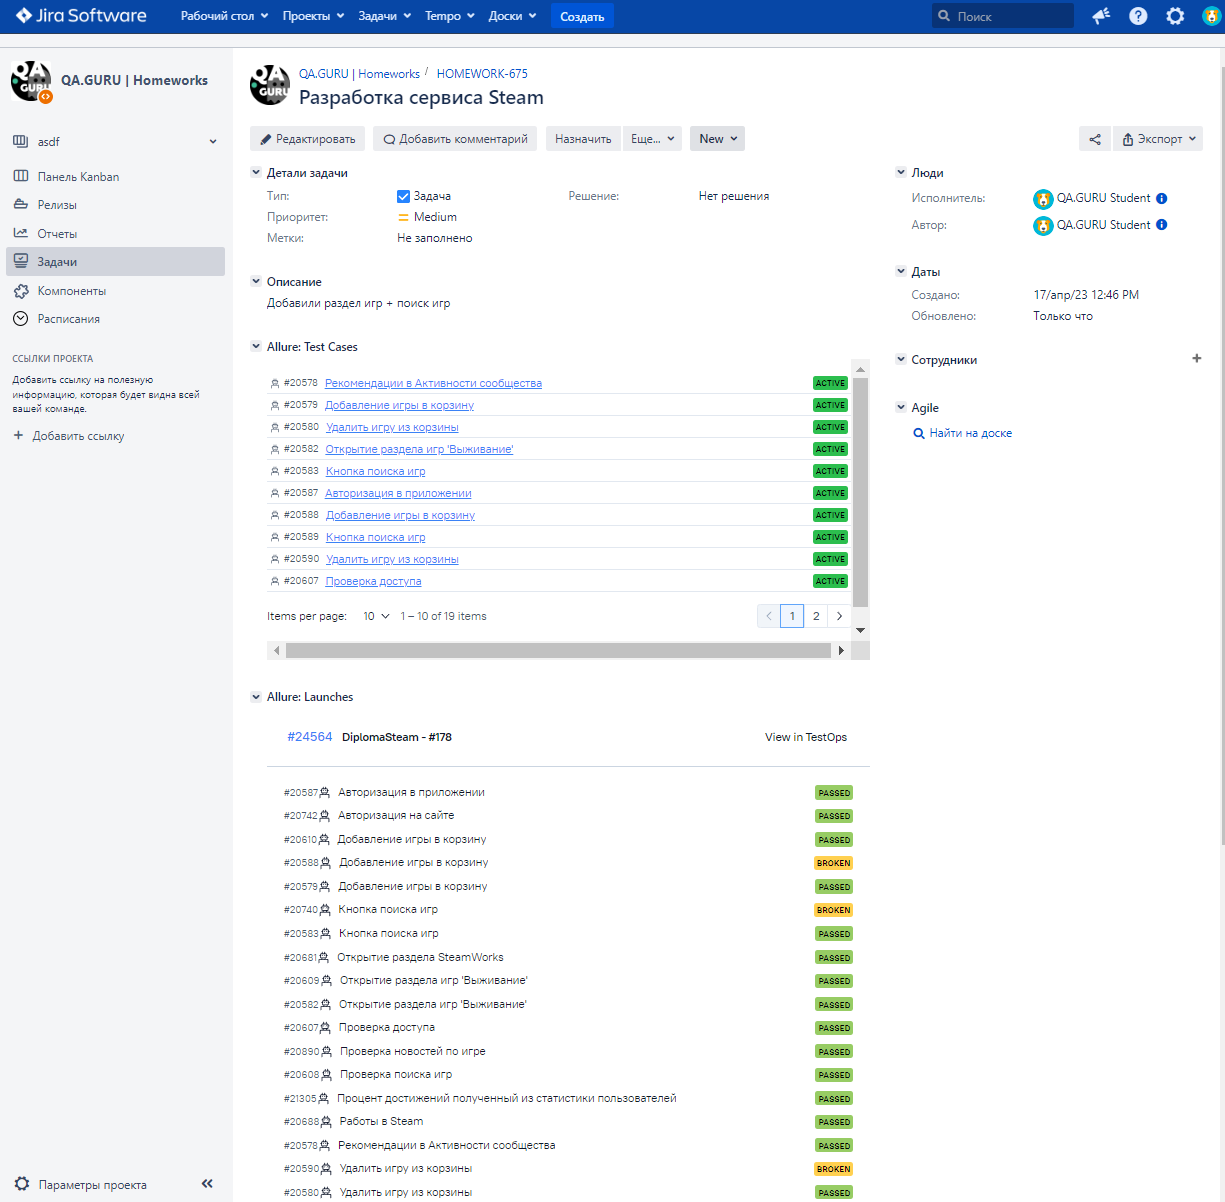 Jira Software Рабочий стол Проекты Задачи Tempo Доски Создать Поиск
QA.GURU | Homeworks
asdf
Панель Kanban
Релизы
Отчеты
Задачи
Компоненты
Расписания
ССЫЛКИ ПРОЕКТА
Добавить ссылку на полезную
информацию, которая будет видна всей
вашей команде.
+ Добавить ссылку
Параметры проекта
QA.GURU | Homeworks / HOMEWORK-675
Разработка сервиса Steam
Редактировать Добавить комментарий Назначить Еще... New Экспорт
Детали задачи
Тип: Задача Решение: Нет решения
Приоритет: Medium
Метки: Не заполнено
Описание
Добавили раздел игр + поиск игр
Allure: Test Cases
#20578 Рекомендации в Активности сообщества ACTIVE
#20579 Добавление игры в корзину ACTIVE
#20580 Удалить игру из корзины ACTIVE
#20582 Открытие раздела игр 'Выживание' ACTIVE
#20583 Кнопка поиска игр ACTIVE
#20587 Авторизация в приложении ACTIVE
#20588 Добавление игры в корзину ACTIVE
#20589 Кнопка поиска игр ACTIVE
#20590 Удалить игру из корзины ACTIVE
#20607 Проверка доступа ACTIVE
Items per page: 10 1 – 10 of 19 items 1 2
Allure: Launches
#24564 DiplomaSteam - #178 View in TestOps
#20587 Авторизация в приложении PASSED
#20742 Авторизация на сайте PASSED
#20610 Добавление игры в корзину PASSED
#20588 Добавление игры в корзину BROKEN
#20579 Добавление игры в корзину PASSED
#20740 Кнопка поиска игр BROKEN
#20583 Кнопка поиска игр PASSED
#20681 Открытие раздела SteamWorks PASSED
#20609 Открытие раздела игр 'Выживание' PASSED
#20582 Открытие раздела игр 'Выживание' PASSED
#20607 Проверка доступа PASSED
#20890 Проверка новостей по игре PASSED
#20608 Проверка поиска игр PASSED
#21305 Процент достижений полученный из статистики пользователей PASSED
#20688 Работы в Steam PASSED
#20578 Рекомендации в Активности сообщества PASSED
#20590 Удалить игру из корзины BROKEN
#20580 Удалить игру из корзины PASSED
Люди
Исполнитель: QA.GURU Student
Автор: QA.GURU Student
Даты
Создано: 17/апр/23 12:46 PM
Обновлено: Только что
Сотрудники
Agile
Найти на доске